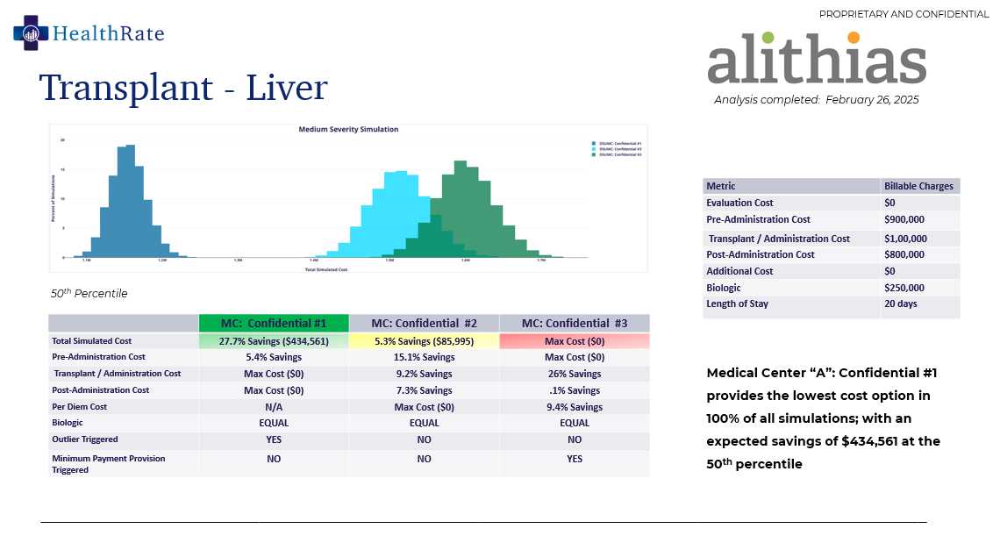 PROPRIETARY AND CONFIDENTIAL
HealthRate
alithias
Transplant - Liver
Analysis completed: February 26, 2025
Medium Severity Simulation
OSUMC: Confidential #1
OSUMC: Confidential #3
OSUMC: Confidential #2
Percent of Simulations
20
15
10
5
0
1.1M 1.2M 1.3M 1.4M 1.5M 1.6M 1.7M
Total Simulated Cost
Metric Billable Charges
Evaluation Cost $0
Pre-Administration Cost $900,000
Transplant / Administration Cost $1,00,000
Post-Administration Cost $800,000
Additional Cost $0
Biologic $250,000
Length of Stay 20 days
50th Percentile
MC: Confidential #1 MC: Confidential #2 MC: Confidential #3
Total Simulated Cost 27.7% Savings ($434,561) 5.3% Savings ($85,995) Max Cost ($0)
Pre-Administration Cost 5.4% Savings 15.1% Savings Max Cost ($0)
Transplant / Administration Cost Max Cost ($0) 9.2% Savings 26% Savings
Post-Administration Cost Max Cost ($0) 7.3% Savings .1% Savings
Per Diem Cost N/A Max Cost ($0) 9.4% Savings
Biologic EQUAL EQUAL EQUAL
Outlier Triggered YES NO NO
Minimum Payment Provision NO NO YES
Triggered
Medical Center “A”: Confidential #1
provides the lowest cost option in
100% of all simulations; with an
expected savings of $434,561 at the
50th percentile